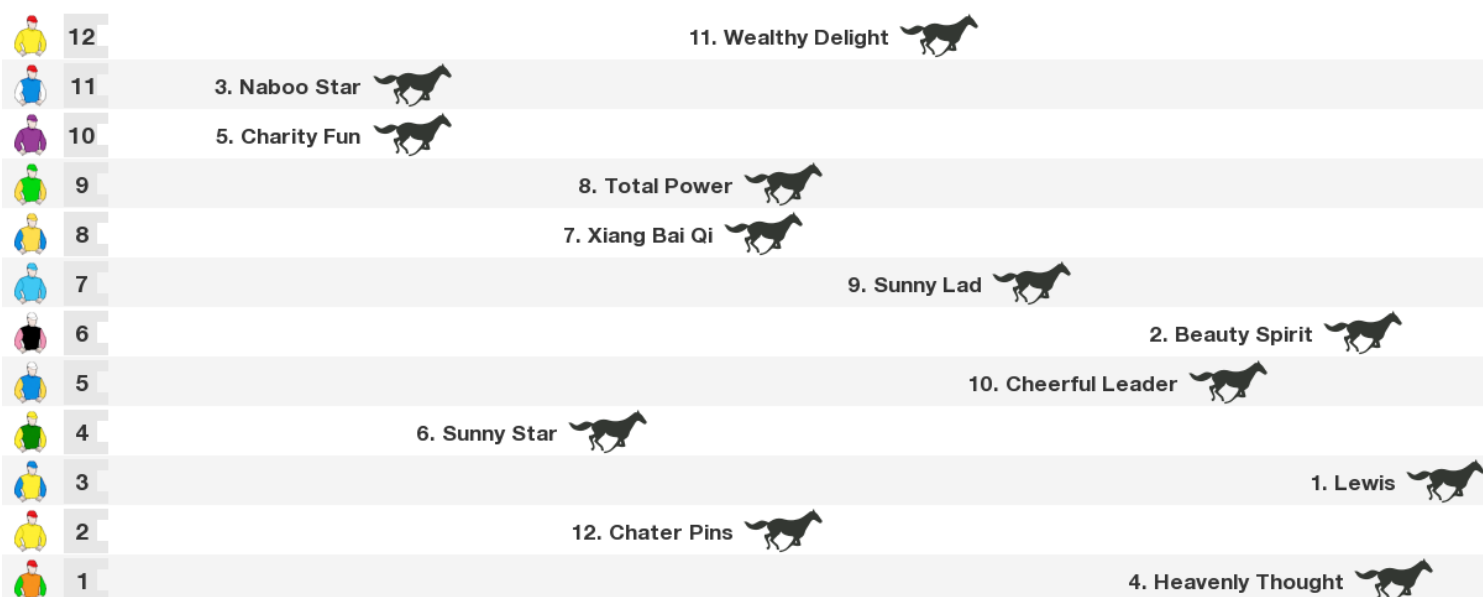 12 11. Wealthy Delight
11 3. Naboo Star
10 5. Charity Fun
9 8. Total Power
8 7. Xiang Bai Qi
7 9. Sunny Lad
6 2. Beauty Spirit
5 10. Cheerful Leader
4 6. Sunny Star
3 1. Lewis
2 12. Chater Pins
1 4. Heavenly Thought